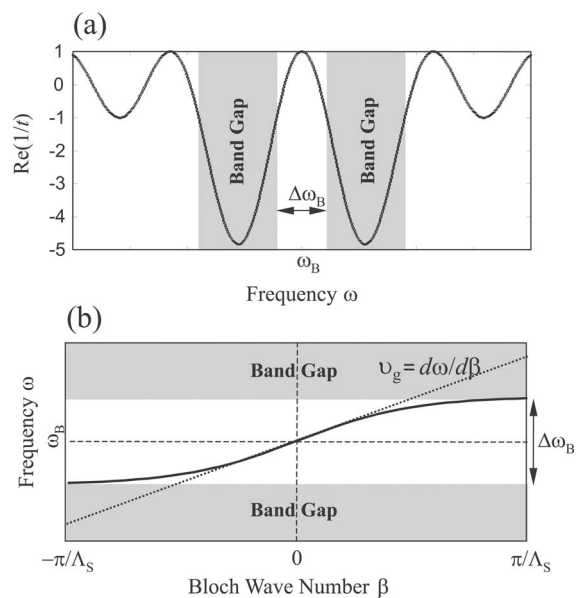 (a)
1
0
-1
-2
-3
-4
-5
Re(1/t)
Band Gap
Band Gap
Δω_B
ω_B
Frequency ω
(b)
Band Gap
υ_g = dω/dβ
Frequency ω
ω_B
Δω_B
Band Gap
−π/Λ_S
0
π/Λ_S
Bloch Wave Number β